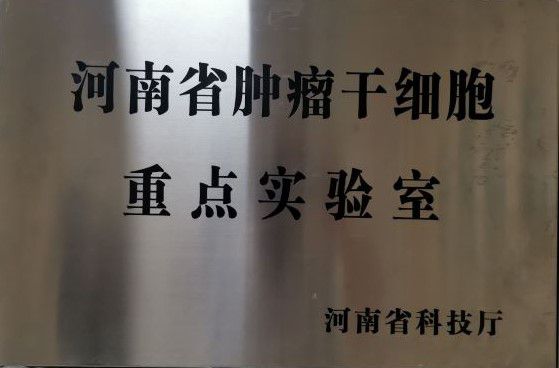 河南省肿瘤干细胞
重点实验室
河南省科技厅